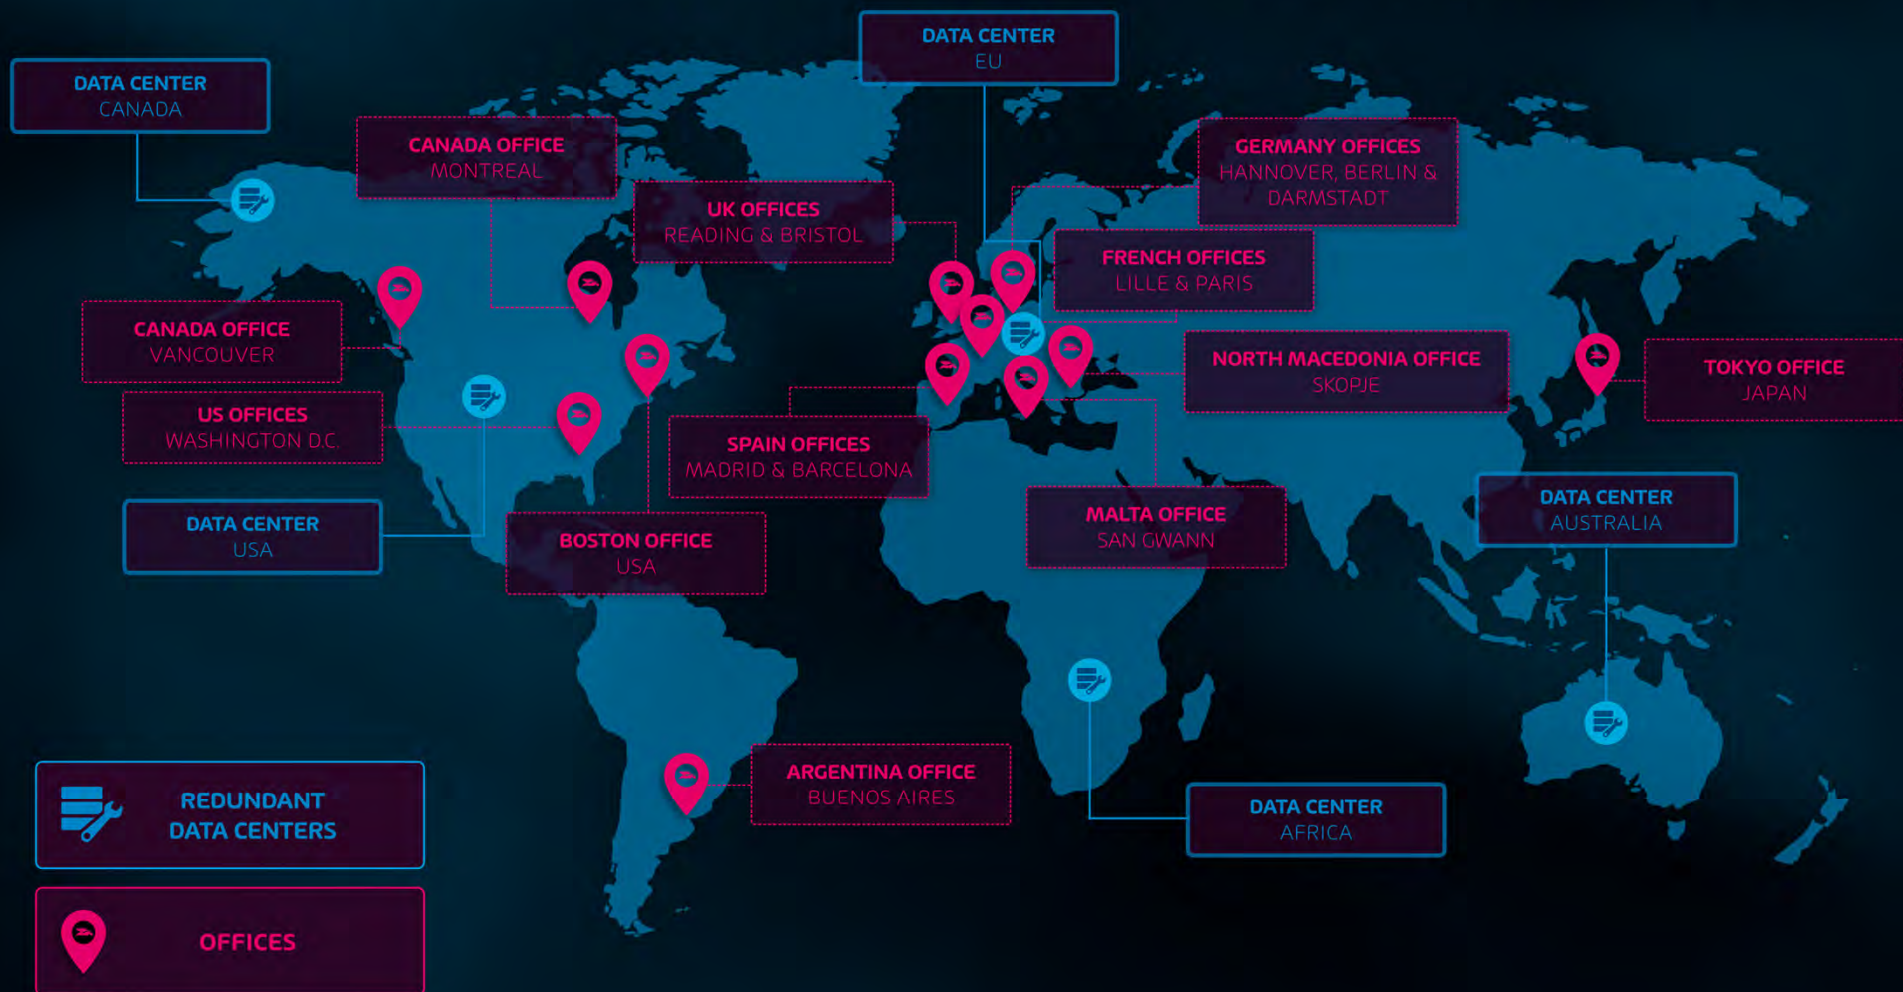 DATA CENTER
EU
DATA CENTER
CANADA
CANADA OFFICE
MONTREAL
GERMANY OFFICES
HANNOVER, BERLIN &
DARMSTADT
UK OFFICES
READING & BRISTOL
FRENCH OFFICES
LILLE & PARIS
CANADA OFFICE
VANCOUVER
NORTH MACEDONIA OFFICE
SKOPJE
TOKYO OFFICE
JAPAN
US OFFICES
WASHINGTON D.C.
SPAIN OFFICES
MADRID & BARCELONA
DATA CENTER
USA
BOSTON OFFICE
USA
MALTA OFFICE
SAN GWANN
DATA CENTER
AUSTRALIA
ARGENTINA OFFICE
BUENOS AIRES
DATA CENTER
AFRICA
REDUNDANT
DATA CENTERS
OFFICES